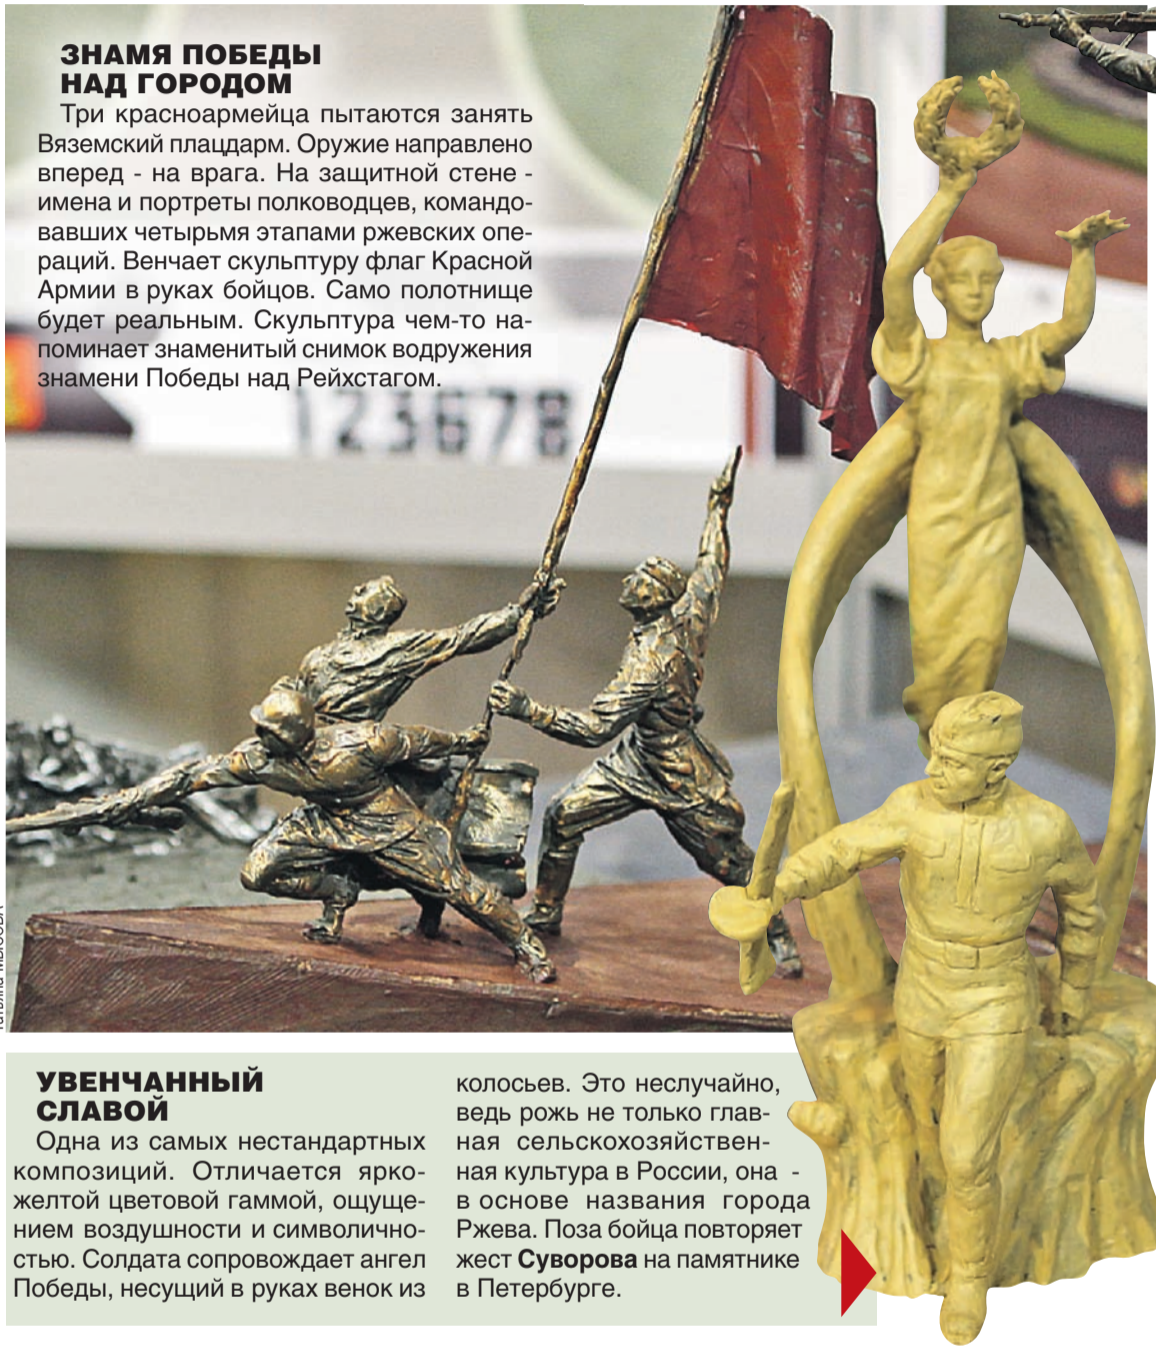 ЗНАМЯ ПОБЕДЫ
НАД ГОРОДОМ
Три красноармейца пытаются занять
Вяземский плацдарм. Оружие направлено
вперед - на врага. На защитной стене -
имена и портреты полководцев, командо-
вавших четырьмя этапами ржевских опе-
раций. Венчает скульптуру флаг Красной
Армии в руках бойцов. Само полотнище
будет реальным. Скульптура чем-то на-
поминает знаменитый снимок водружения
знамени Победы над Рейхстагом.
123678
УВЕНЧАННЫЙ
СЛАВОЙ
Одна из самых нестандартных
композиций. Отличается ярко-
желтой цветовой гаммой, ощуще-
нием воздушности и символично-
стью. Солдата сопровождает ангел
Победы, несущий в руках венок из
колосьев. Это неслучайно,
ведь рожь не только глав-
ная сельскохозяйствен-
ная культура в России, она -
в основе названия города
Ржева. Поза бойца повторяет
жест Суворова на памятнике
в Петербурге.